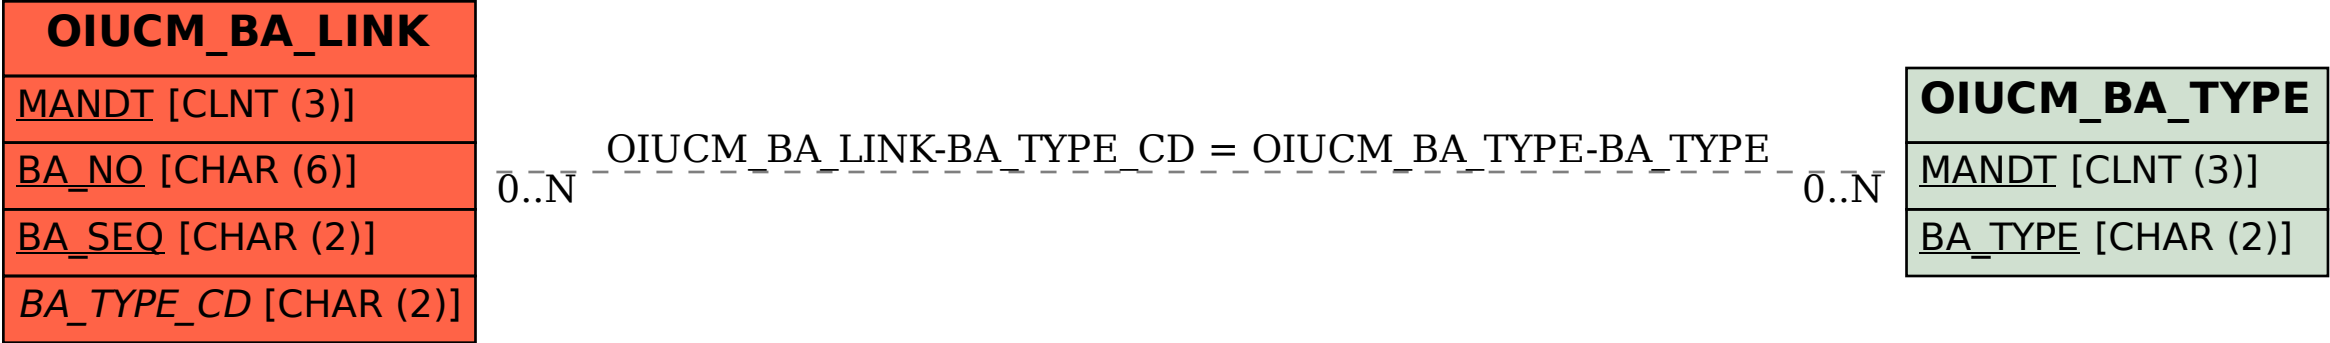 OIUCM_BA_LINK
MANDT [CLNT (3)]
BA_NO [CHAR (6)]
BA_SEQ [CHAR (2)]
BA_TYPE_CD [CHAR (2)]
OIUCM_BA_LINK-BA_TYPE_CD = OIUCM_BA_TYPE-BA_TYPE
0..N
0..N
OIUCM_BA_TYPE
MANDT [CLNT (3)]
BA_TYPE [CHAR (2)]